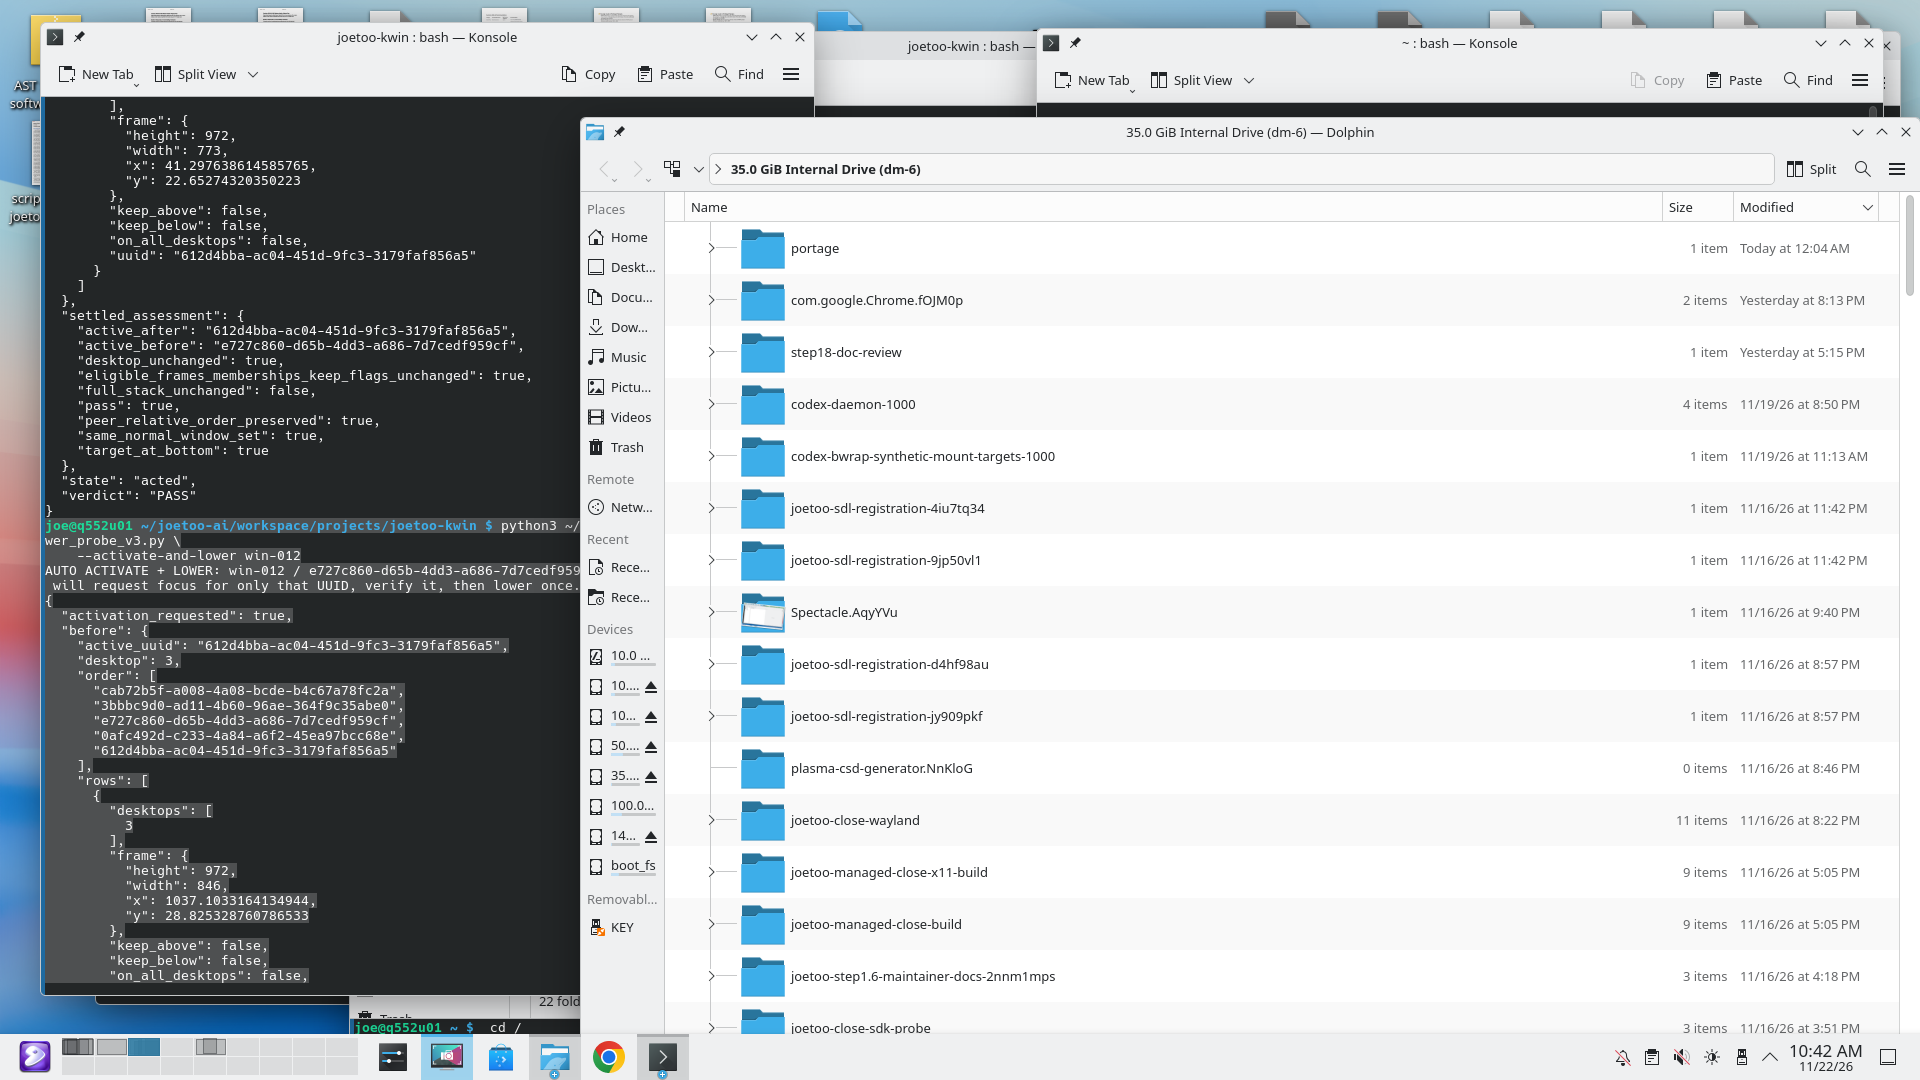 AST
softw
scrip
joeto
joetoo-kwin : bash — Konsole
New Tab
Split View
Copy
Paste
Find
],
"frame": {
"height": 972,
"width": 773,
"x": 41.297638614585765,
"y": 22.65274320350223
},
"keep_above": false,
"keep_below": false,
"on_all_desktops": false,
"uuid": "612d4bba-ac04-451d-9fc3-3179faf856a5"
}
]
},
"settled_assessment": {
"active_after": "612d4bba-ac04-451d-9fc3-3179faf856a5",
"active_before": "e727c860-d65b-4dd3-a686-7d7cedf959cf",
"desktop_unchanged": true,
"eligible_frames_memberships_keep_flags_unchanged": true,
"full_stack_unchanged": false,
"pass": true,
"peer_relative_order_preserved": true,
"same_normal_window_set": true,
"target_at_bottom": true
},
"state": "acted",
"verdict": "PASS"
}
joe@q552u01 ~/joetoo-ai/workspace/projects/joetoo-kwin $ python3 ~/
wer_probe_v3.py \
--activate-and-lower win-012
AUTO ACTIVATE + LOWER: win-012 / e727c860-d65b-4dd3-a686-7d7cedf959
will request focus for only that UUID, verify it, then lower once.
{
"activation_requested": true,
"before": {
"active_uuid": "612d4bba-ac04-451d-9fc3-3179faf856a5",
"desktop": 3,
"order": [
"cab72b5f-a008-4a08-bcde-b4c67a78fc2a",
"3bbbc9d0-ad11-4b60-96ae-364f9c35abe0",
"e727c860-d65b-4dd3-a686-7d7cedf959cf",
"0afc492d-c233-4a84-a6f2-45ea97bcc68e",
"612d4bba-ac04-451d-9fc3-3179faf856a5"
],
"rows": [
{
"desktops": [
3
],
"frame": {
"height": 972,
"width": 846,
"x": 1037.1033164134944,
"y": 28.825328760786533
},
"keep_above": false,
"keep_below": false,
"on_all_desktops": false,
joetoo-kwin : bash —
~ : bash — Konsole
New Tab
Split View
Copy
Paste
Find
35.0 GiB Internal Drive (dm-6) — Dolphin
35.0 GiB Internal Drive (dm-6)
Split
Places
Home
Deskt...
Docu...
Dow...
Music
Pictu...
Videos
Trash
Remote
Netw...
Recent
Rece...
Rece...
Devices
10.0 ...
10....
10...
50....
35....
100.0...
14...
boot_fs
Removabl...
KEY
Name Size Modified
portage 1 item Today at 12:04 AM
com.google.Chrome.fOJM0p 2 items Yesterday at 8:13 PM
step18-doc-review 1 item Yesterday at 5:15 PM
codex-daemon-1000 4 items 11/19/26 at 8:50 PM
codex-bwrap-synthetic-mount-targets-1000 1 item 11/19/26 at 11:13 AM
joetoo-sdl-registration-4iu7tq34 1 item 11/16/26 at 11:42 PM
joetoo-sdl-registration-9jp50vl1 1 item 11/16/26 at 11:42 PM
Spectacle.AqyYVu 1 item 11/16/26 at 9:40 PM
joetoo-sdl-registration-d4hf98au 1 item 11/16/26 at 8:57 PM
joetoo-sdl-registration-jy909pkf 1 item 11/16/26 at 8:57 PM
plasma-csd-generator.NnKloG 0 items 11/16/26 at 8:46 PM
joetoo-close-wayland 11 items 11/16/26 at 8:22 PM
joetoo-managed-close-x11-build 9 items 11/16/26 at 5:05 PM
joetoo-managed-close-build 9 items 11/16/26 at 5:05 PM
joetoo-step1.6-maintainer-docs-2nnm1mps 3 items 11/16/26 at 4:18 PM
joetoo-close-sdk-probe 3 items 11/16/26 at 3:51 PM
22 fold
joe@q552u01 ~ $ cd /
10:42 AM
11/22/26